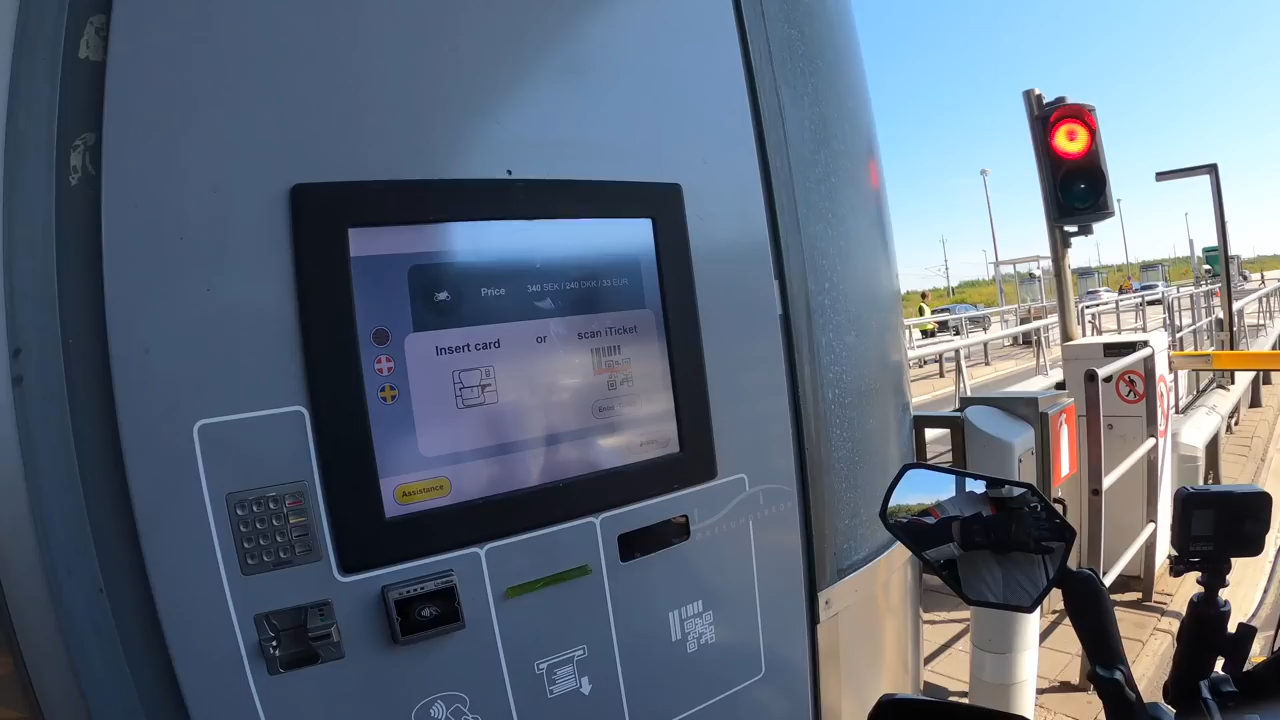 Price 340 SEK / 240 DKK / 33 EUR
Insert card or scan iTicket
Assistance